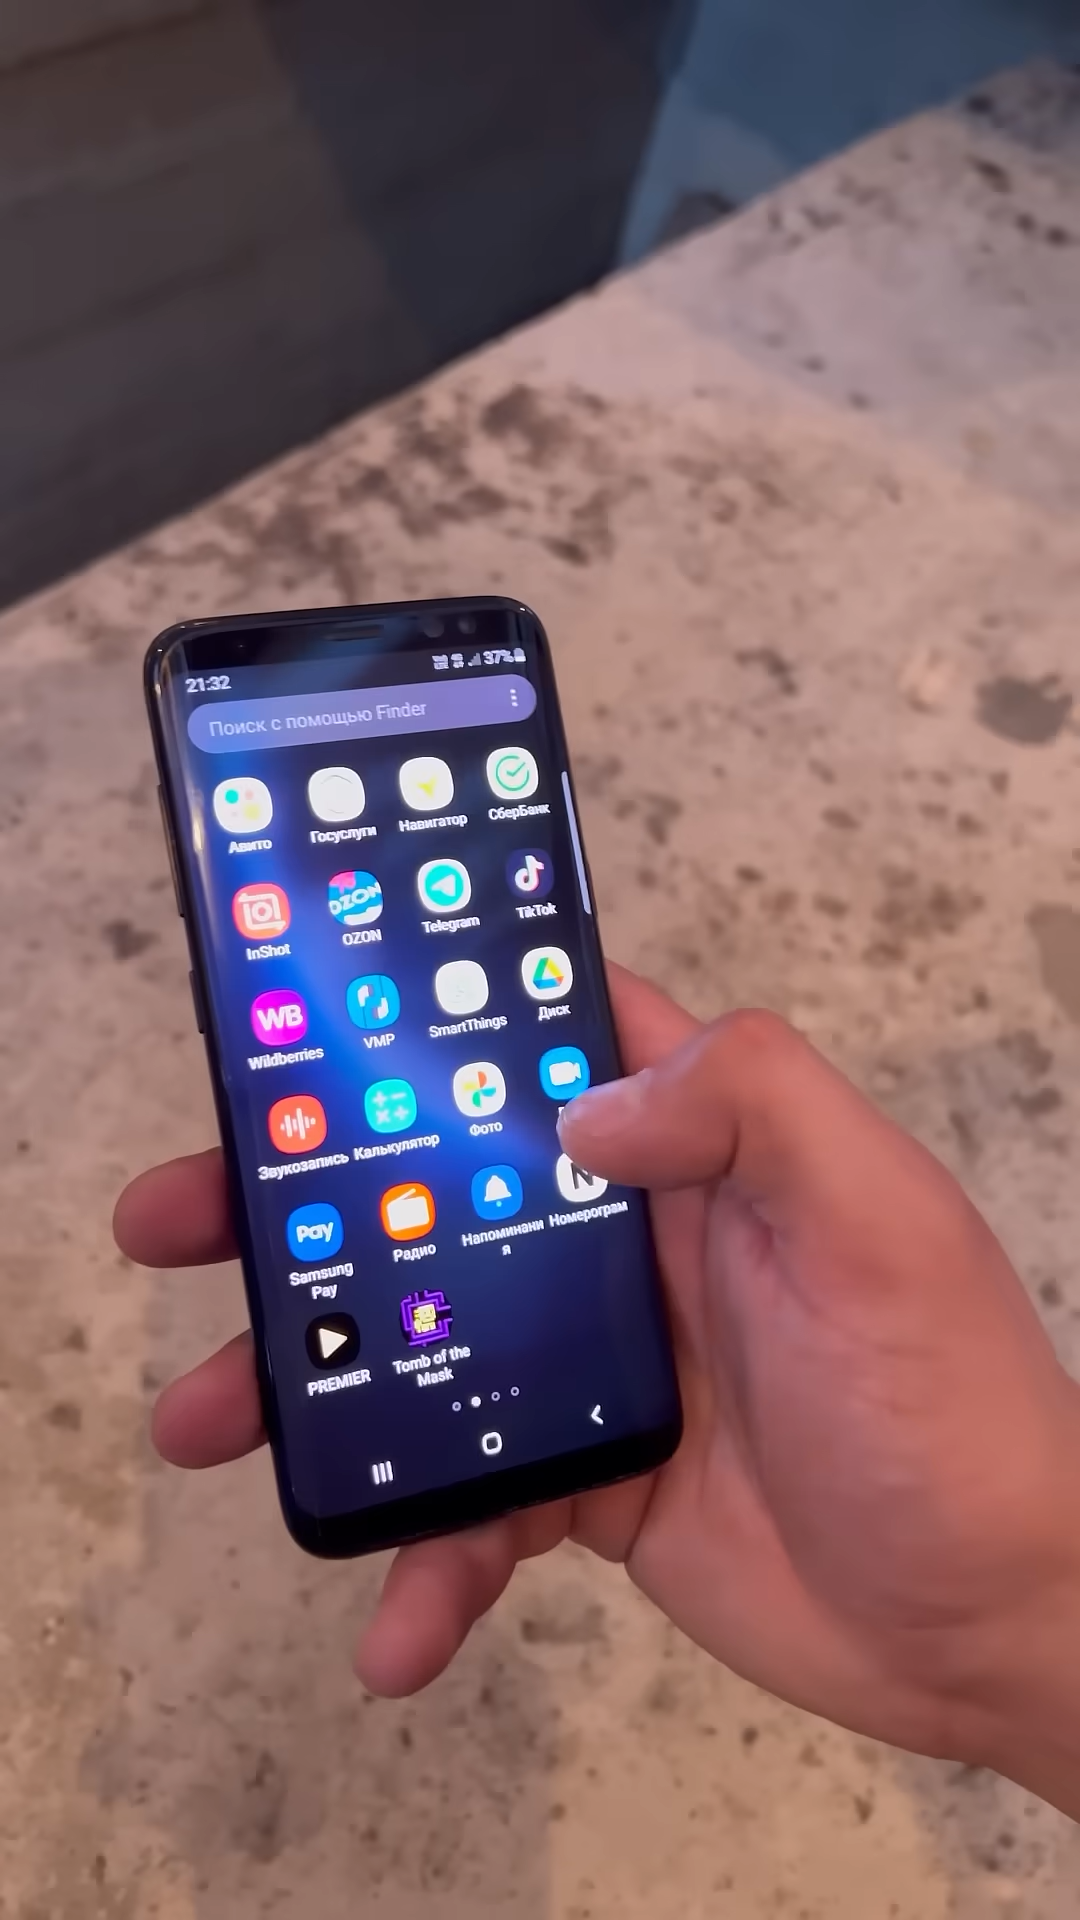 21:32
37%
Поиск с помощью Finder
Авито
Госуслуги
Навигатор
СберБанк
InShot
OZON
OZON
Telegram
TikTok
WB
Wildberries
VMP
SmartThings
Диск
Звукозапись
Калькулятор
Фото
N
Pay
Samsung
Pay
Радио
Напоминани
я
Номерограм
PREMIER
Tomb of the
Mask